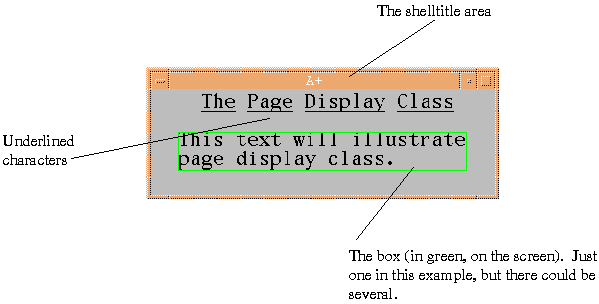 The shelltitle area
A+
The Page Display Class
Underlined
characters
This text will illustrate
page display class.
The box (in green, on the screen). Just
one in this example, but there could be
several.